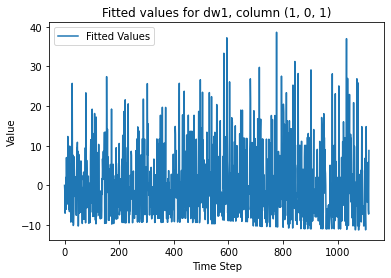 Fitted values for dw1, column (1, 0, 1)
Fitted Values
40
30
20
10
0
−10
Value
0 200 400 600 800 1000
Time Step